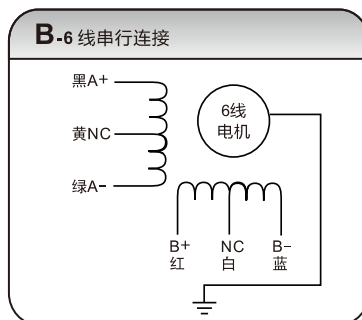 B-6 线串行连接
黑A+
黄NC
绿A-
6线
电机
B+ NC B-
红 白 蓝